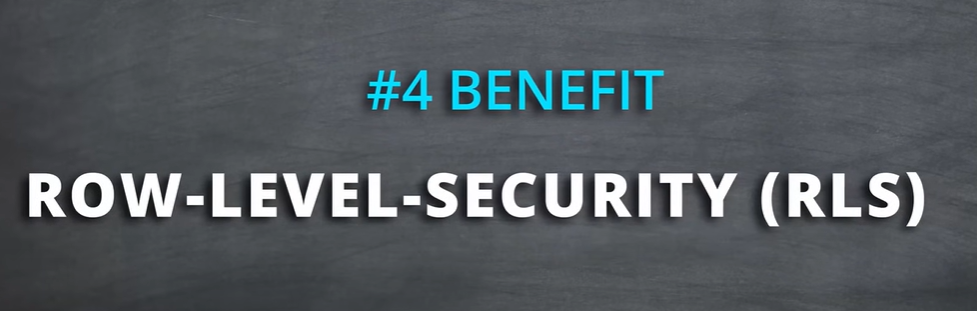 #4 BENEFIT
ROW-LEVEL-SECURITY (RLS)